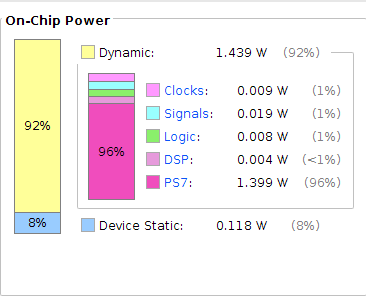 On-Chip Power
Dynamic: 1.439 W (92%)
92%
Clocks: 0.009 W (1%)
Signals: 0.019 W (1%)
Logic: 0.008 W (1%)
96%
DSP: 0.004 W (<1%)
PS7: 1.399 W (96%)
8%
Device Static: 0.118 W (8%)